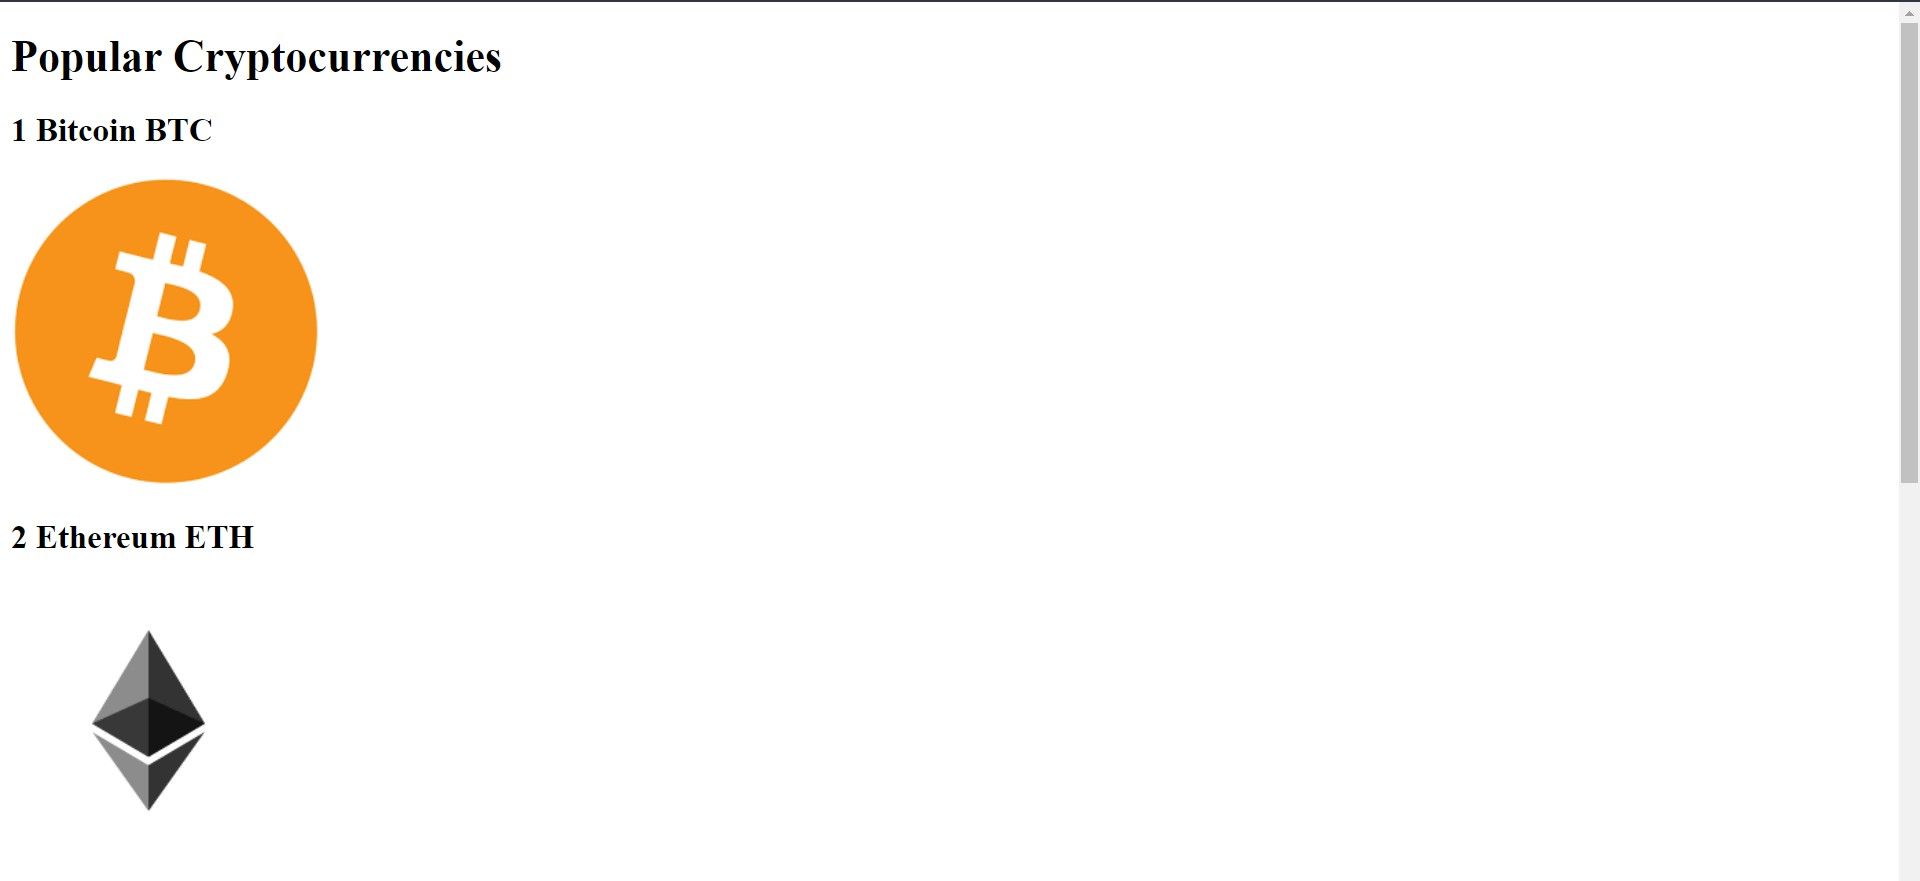 Popular Cryptocurrencies
1 Bitcoin BTC
2 Ethereum ETH